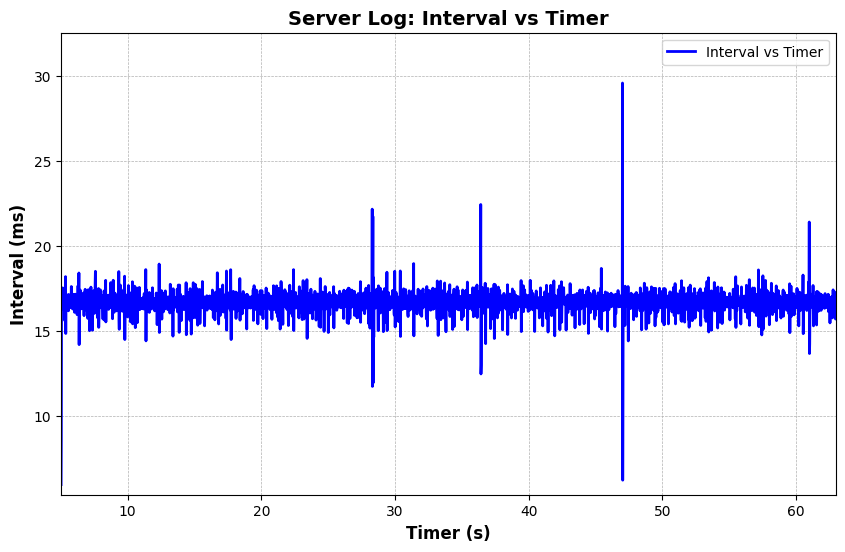 Server Log: Interval vs Timer
Interval vs Timer
30
25
20
15
10
Interval (ms)
10 20 30 40 50 60
Timer (s)